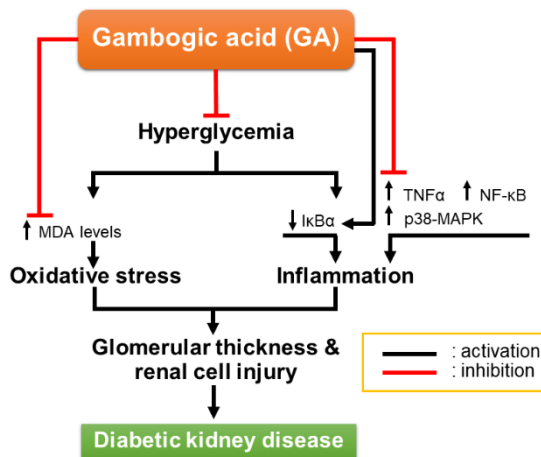 Gambogic acid (GA)
Hyperglycemia
MDA levels
IκBα
TNFα NF-κB
p38-MAPK
Oxidative stress
Inflammation
Glomerular thickness &
renal cell injury
: activation
: inhibition
Diabetic kidney disease